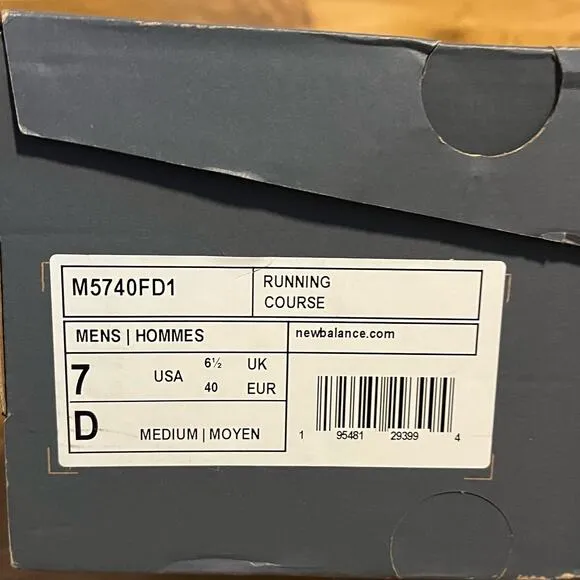 M5740FD1
RUNNING
COURSE
MENS | HOMMES
newbalance.com
7 USA 6½ UK
40 EUR
D MEDIUM | MOYEN
1 95481 29399 4